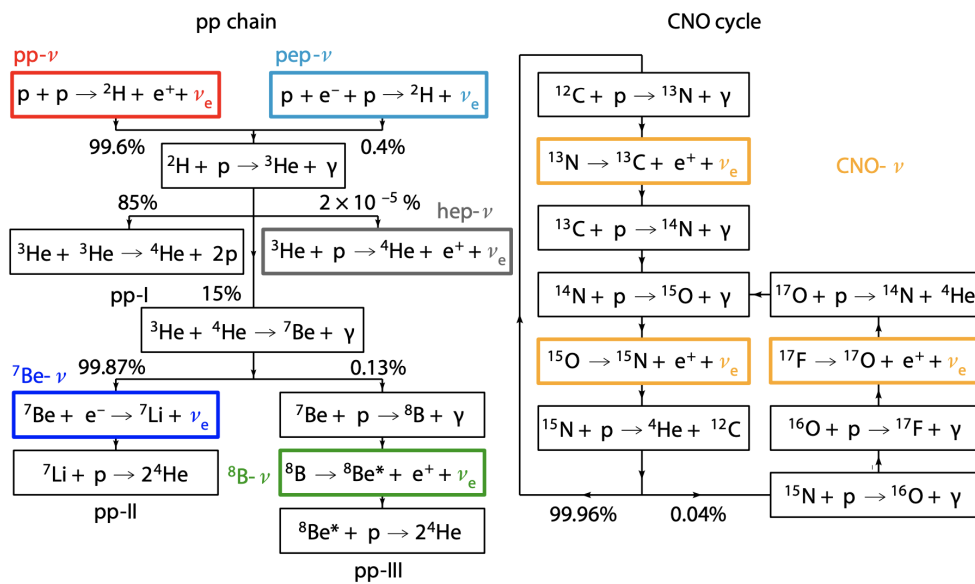 pp chain
pp-ν
pep-ν
p + p → ²H + e⁺ + νₑ
p + e⁻ + p → ²H + νₑ
99.6%
0.4%
²H + p → ³He + γ
85%
2 × 10 ⁻⁵ %
hep-ν
³He + ³He → ⁴He + 2p
³He + p → ⁴He + e⁺ + νₑ
pp-I
15%
³He + ⁴He → ⁷Be + γ
⁷Be-ν
99.87%
0.13%
⁷Be + e⁻ → ⁷Li + νₑ
⁷Be + p → ⁸B + γ
⁷Li + p → 2⁴He
⁸B-ν
⁸B → ⁸Be* + e⁺ + νₑ
pp-II
⁸Be* + p → 2⁴He
pp-III
CNO cycle
¹²C + p → ¹³N + γ
¹³N → ¹³C + e⁺ + νₑ
CNO-ν
¹³C + p → ¹⁴N + γ
¹⁴N + p → ¹⁵O + γ
¹⁷O + p → ¹⁴N + ⁴He
¹⁵O → ¹⁵N + e⁺ + νₑ
¹⁷F → ¹⁷O + e⁺ + νₑ
¹⁵N + p → ⁴He + ¹²C
¹⁶O + p → ¹⁷F + γ
¹⁵N + p → ¹⁶O + γ
99.96%
0.04%